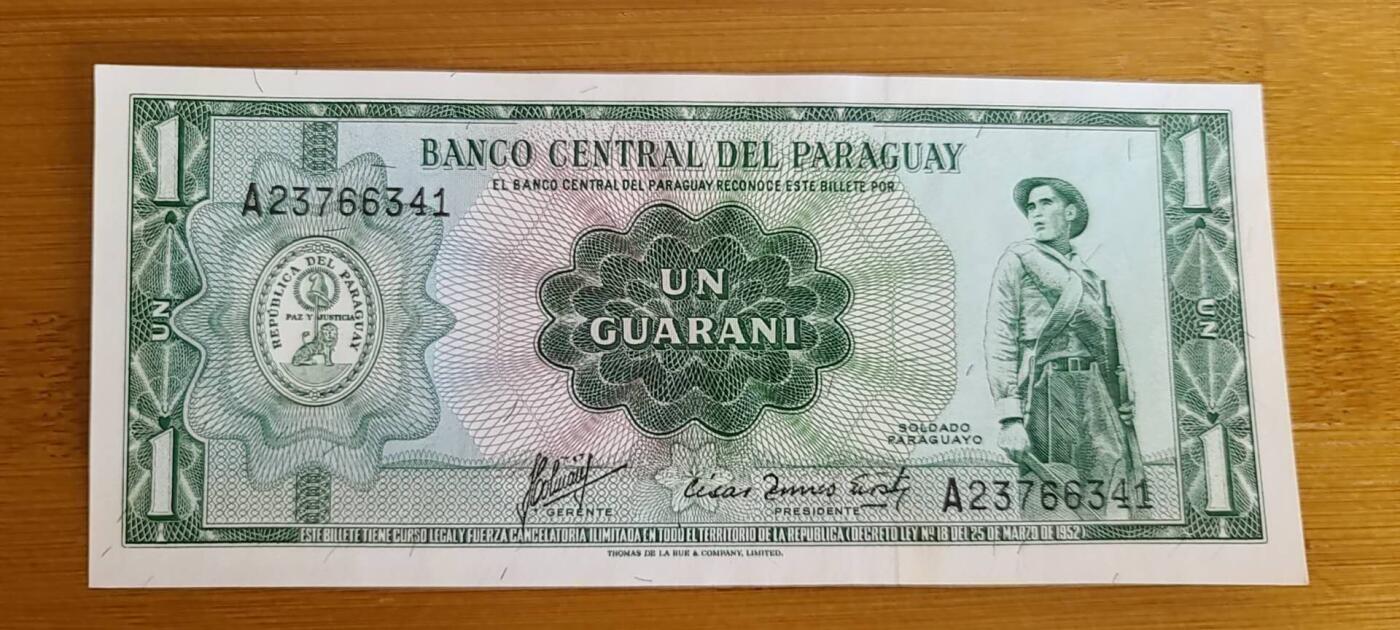 1
1
BANCO CENTRAL DEL PARAGUAY
EL BANCO CENTRAL DEL PARAGUAY RECONOCE ESTE BILLETE POR
A23766341
REPÚBLICA DEL PARAGUAY
PAZ Y JUSTICIA
UN
GUARANI
UN
UN
SOLDADO
PARAGUAYO
GERENTE
PRESIDENTE
A23766341
1
1
ESTE BILLETE TIENE CURSO LEGAL Y FUERZA CANCELATORIA ILIMITADA EN TODO EL TERRITORIO DE LA REPUBLICA (DECRETO LEY Nº 18 DEL 25 DE MARZO DE 1952)
THOMAS DE LA RUE & COMPANY, LIMITED.